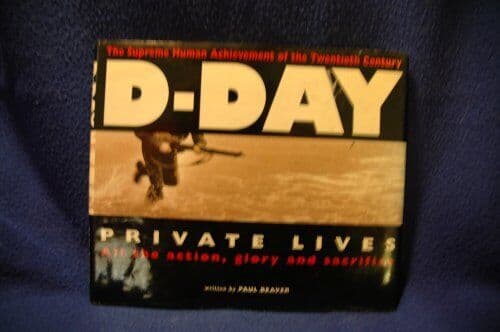 The Supreme Human Achievement of the Twentieth Century
D-DAY
PRIVATE LIVES
All the action, glory and sacrifice
written by PAUL BEAVER